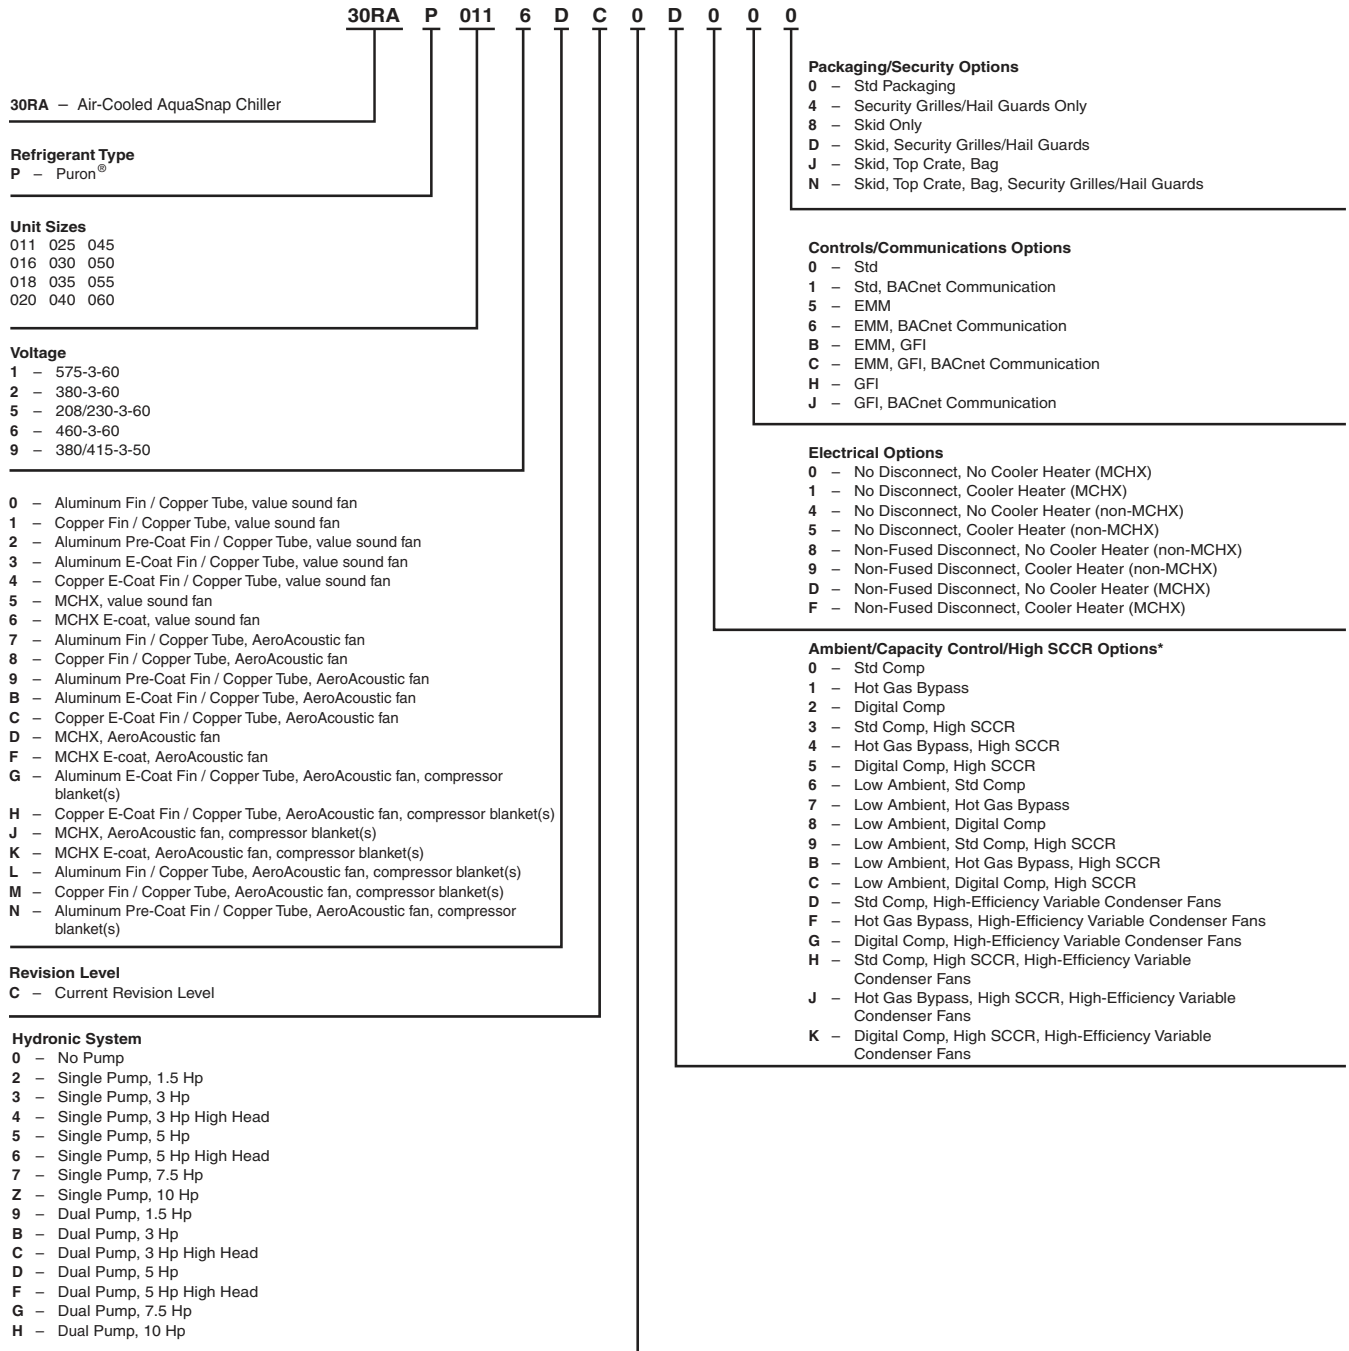 30RA P 011 6 D C 0 D 0 0 0
30RA – Air-Cooled AquaSnap Chiller
Refrigerant Type
P – Puron®
Unit Sizes
011 025 045
016 030 050
018 035 055
020 040 060
Voltage
1 – 575-3-60
2 – 380-3-60
5 – 208/230-3-60
6 – 460-3-60
9 – 380/415-3-50
0 – Aluminum Fin / Copper Tube, value sound fan
1 – Copper Fin / Copper Tube, value sound fan
2 – Aluminum Pre-Coat Fin / Copper Tube, value sound fan
3 – Aluminum E-Coat Fin / Copper Tube, value sound fan
4 – Copper E-Coat Fin / Copper Tube, value sound fan
5 – MCHX, value sound fan
6 – MCHX E-coat, value sound fan
7 – Aluminum Fin / Copper Tube, AeroAcoustic fan
8 – Copper Fin / Copper Tube, AeroAcoustic fan
9 – Aluminum Pre-Coat Fin / Copper Tube, AeroAcoustic fan
B – Aluminum E-Coat Fin / Copper Tube, AeroAcoustic fan
C – Copper E-Coat Fin / Copper Tube, AeroAcoustic fan
D – MCHX, AeroAcoustic fan
F – MCHX E-coat, AeroAcoustic fan
G – Aluminum E-Coat Fin / Copper Tube, AeroAcoustic fan, compressor
blanket(s)
H – Copper E-Coat Fin / Copper Tube, AeroAcoustic fan, compressor blanket(s)
J – MCHX, AeroAcoustic fan, compressor blanket(s)
K – MCHX E-coat, AeroAcoustic fan, compressor blanket(s)
L – Aluminum Fin / Copper Tube, AeroAcoustic fan, compressor blanket(s)
M – Copper Fin / Copper Tube, AeroAcoustic fan, compressor blanket(s)
N – Aluminum Pre-Coat Fin / Copper Tube, AeroAcoustic fan, compressor
blanket(s)
Revision Level
C – Current Revision Level
Hydronic System
0 – No Pump
2 – Single Pump, 1.5 Hp
3 – Single Pump, 3 Hp
4 – Single Pump, 3 Hp High Head
5 – Single Pump, 5 Hp
6 – Single Pump, 5 Hp High Head
7 – Single Pump, 7.5 Hp
Z – Single Pump, 10 Hp
9 – Dual Pump, 1.5 Hp
B – Dual Pump, 3 Hp
C – Dual Pump, 3 Hp High Head
D – Dual Pump, 5 Hp
F – Dual Pump, 5 Hp High Head
G – Dual Pump, 7.5 Hp
H – Dual Pump, 10 Hp
Packaging/Security Options
0 – Std Packaging
4 – Security Grilles/Hail Guards Only
8 – Skid Only
D – Skid, Security Grilles/Hail Guards
J – Skid, Top Crate, Bag
N – Skid, Top Crate, Bag, Security Grilles/Hail Guards
Controls/Communications Options
0 – Std
1 – Std, BACnet Communication
5 – EMM
6 – EMM, BACnet Communication
B – EMM, GFI
C – EMM, GFI, BACnet Communication
H – GFI
J – GFI, BACnet Communication
Electrical Options
0 – No Disconnect, No Cooler Heater (MCHX)
1 – No Disconnect, Cooler Heater (MCHX)
4 – No Disconnect, No Cooler Heater (non-MCHX)
5 – No Disconnect, Cooler Heater (non-MCHX)
8 – Non-Fused Disconnect, No Cooler Heater (non-MCHX)
9 – Non-Fused Disconnect, Cooler Heater (non-MCHX)
D – Non-Fused Disconnect, No Cooler Heater (MCHX)
F – Non-Fused Disconnect, Cooler Heater (MCHX)
Ambient/Capacity Control/High SCCR Options*
0 – Std Comp
1 – Hot Gas Bypass
2 – Digital Comp
3 – Std Comp, High SCCR
4 – Hot Gas Bypass, High SCCR
5 – Digital Comp, High SCCR
6 – Low Ambient, Std Comp
7 – Low Ambient, Hot Gas Bypass
8 – Low Ambient, Digital Comp
9 – Low Ambient, Std Comp, High SCCR
B – Low Ambient, Hot Gas Bypass, High SCCR
C – Low Ambient, Digital Comp, High SCCR
D – Std Comp, High-Efficiency Variable Condenser Fans
F – Hot Gas Bypass, High-Efficiency Variable Condenser Fans
G – Digital Comp, High-Efficiency Variable Condenser Fans
H – Std Comp, High SCCR, High-Efficiency Variable
Condenser Fans
J – Hot Gas Bypass, High SCCR, High-Efficiency Variable
Condenser Fans
K – Digital Comp, High SCCR, High-Efficiency Variable
Condenser Fans